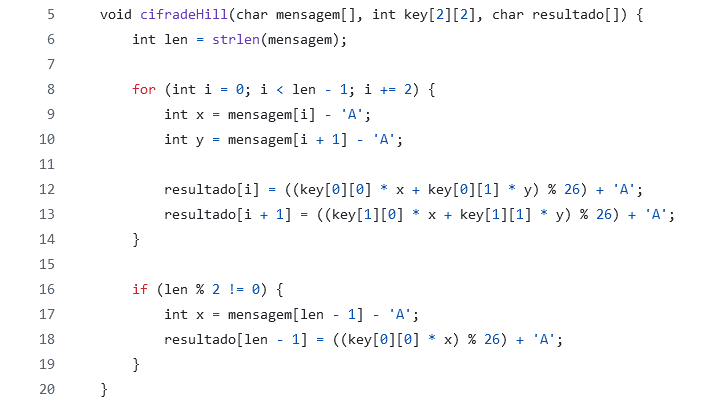 5 void cifradeHill(char mensagem[], int key[2][2], char resultado[]) {
6 int len = strlen(mensagem);
7
8 for (int i = 0; i < len - 1; i += 2) {
9 int x = mensagem[i] - 'A';
10 int y = mensagem[i + 1] - 'A';
11
12 resultado[i] = ((key[0][0] * x + key[0][1] * y) % 26) + 'A';
13 resultado[i + 1] = ((key[1][0] * x + key[1][1] * y) % 26) + 'A';
14 }
15
16 if (len % 2 != 0) {
17 int x = mensagem[len - 1] - 'A';
18 resultado[len - 1] = ((key[0][0] * x) % 26) + 'A';
19 }
20 }